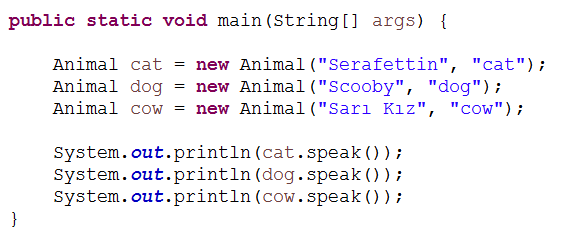 public static void main(String[] args) {
Animal cat = new Animal("Serafettin", "cat");
Animal dog = new Animal("Scooby", "dog");
Animal cow = new Animal("Sarı Kız", "cow");
System.out.println(cat.speak());
System.out.println(dog.speak());
System.out.println(cow.speak());
}